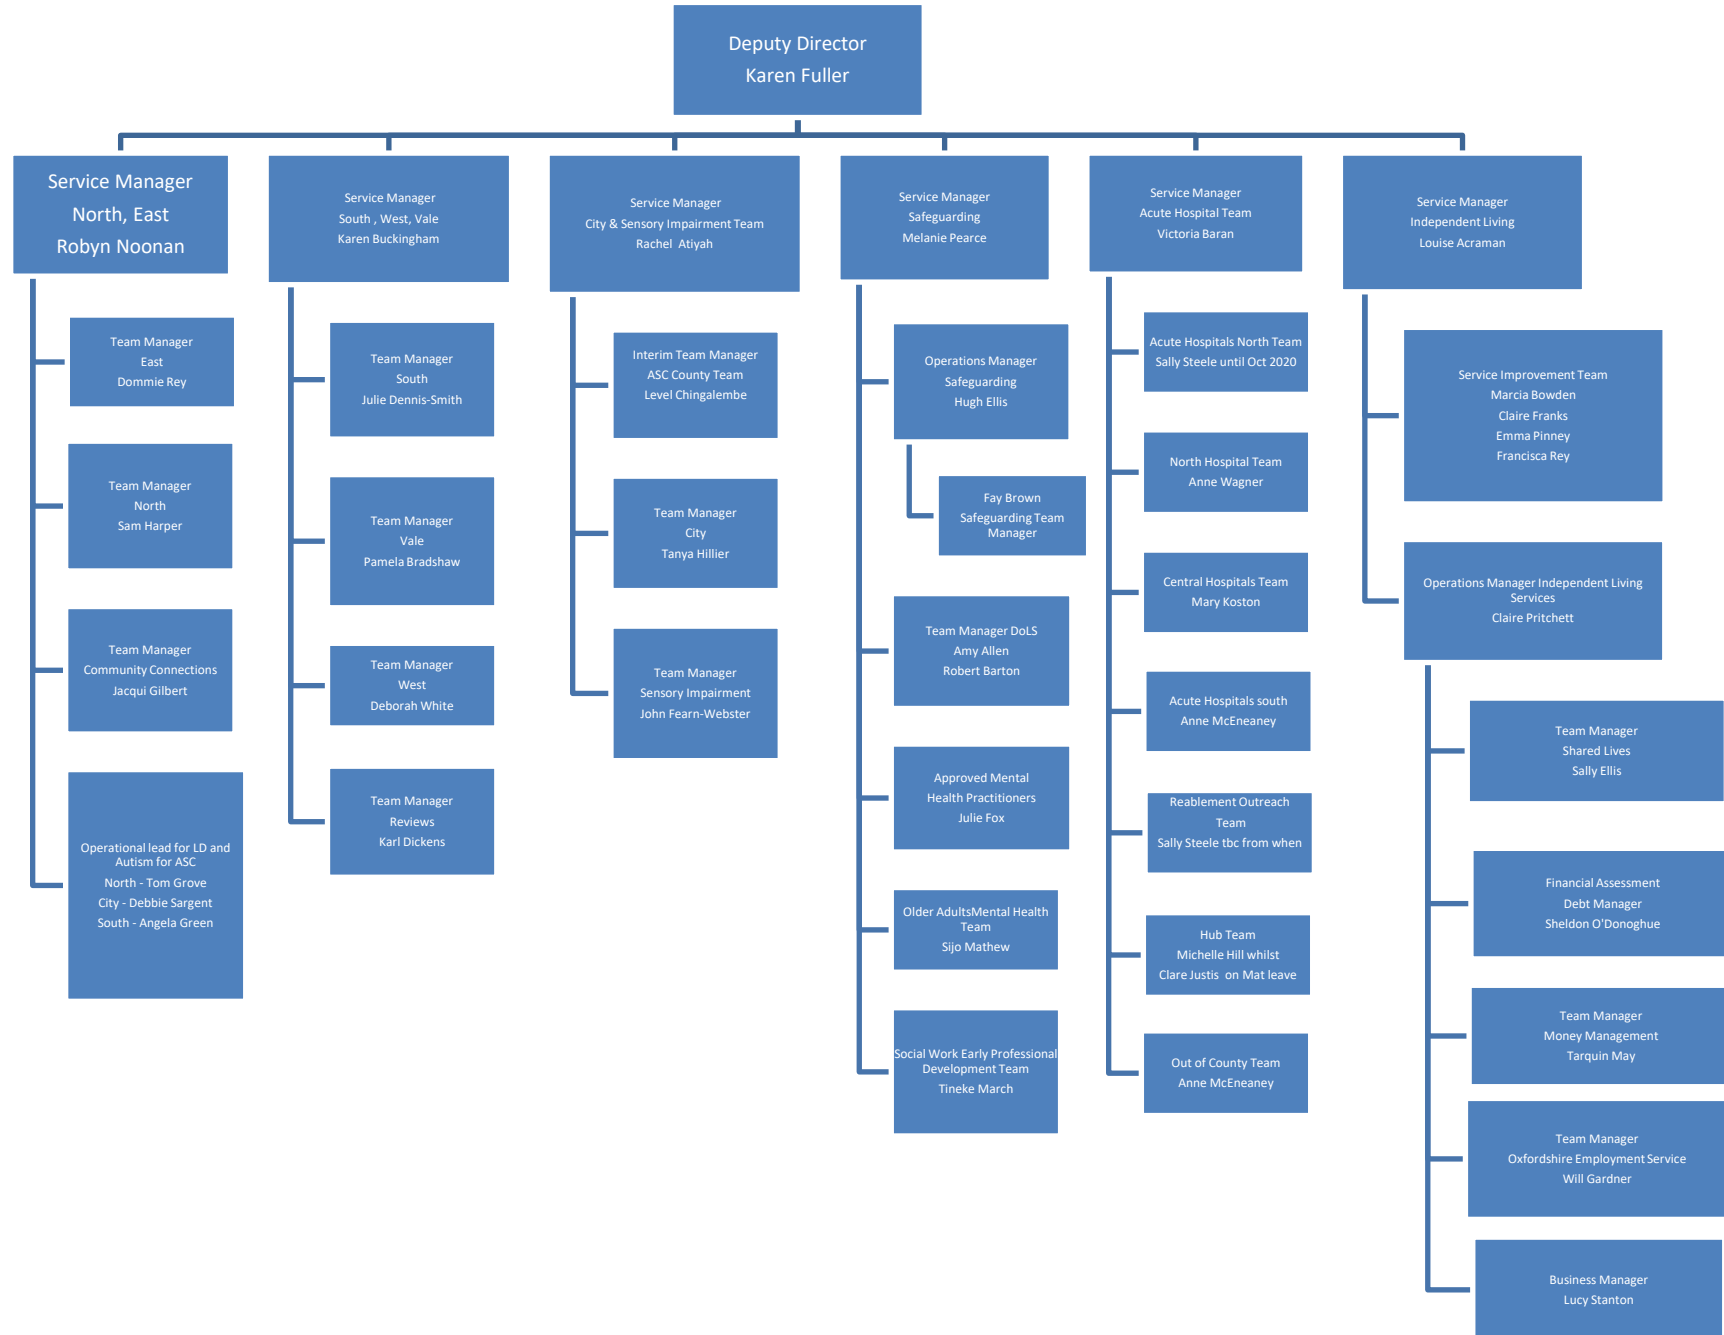 Deputy Director
Karen Fuller
Service Manager
North, East
Robyn Noonan
Team Manager
East
Dommie Rey
Team Manager
North
Sam Harper
Team Manager
Community Connections
Jacqui Gilbert
Operational lead for LD and
Autism for ASC
North - Tom Grove
City - Debbie Sargent
South - Angela Green
Service Manager
South , West, Vale
Karen Buckingham
Team Manager
South
Julie Dennis-Smith
Team Manager
Vale
Pamela Bradshaw
Team Manager
West
Deborah White
Team Manager
Reviews
Karl Dickens
Service Manager
City & Sensory Impairment Team
Rachel Atiyah
Interim Team Manager
ASC County Team
Level Chingalembe
Team Manager
City
Tanya Hillier
Team Manager
Sensory Impairment
John Fearn-Webster
Service Manager
Safeguarding
Melanie Pearce
Operations Manager
Safeguarding
Hugh Ellis
Fay Brown
Safeguarding Team
Manager
Team Manager DoLS
Amy Allen
Robert Barton
Approved Mental
Health Practitioners
Julie Fox
Older AdultsMental Health
Team
Sijo Mathew
Social Work Early Professional
Development Team
Tineke March
Service Manager
Acute Hospital Team
Victoria Baran
Acute Hospitals North Team
Sally Steele until Oct 2020
North Hospital Team
Anne Wagner
Central Hospitals Team
Mary Koston
Acute Hospitals south
Anne McEneaney
Reablement Outreach
Team
Sally Steele tbc from when
Hub Team
Michelle Hill whilst
Clare Justis on Mat leave
Out of County Team
Anne McEneaney
Service Manager
Independent Living
Louise Acraman
Service Improvement Team
Marcia Bowden
Claire Franks
Emma Pinney
Francisca Rey
Operations Manager Independent Living
Services
Claire Pritchett
Team Manager
Shared Lives
Sally Ellis
Financial Assessment
Debt Manager
Sheldon O'Donoghue
Team Manager
Money Management
Tarquin May
Team Manager
Oxfordshire Employment Service
Will Gardner
Business Manager
Lucy Stanton